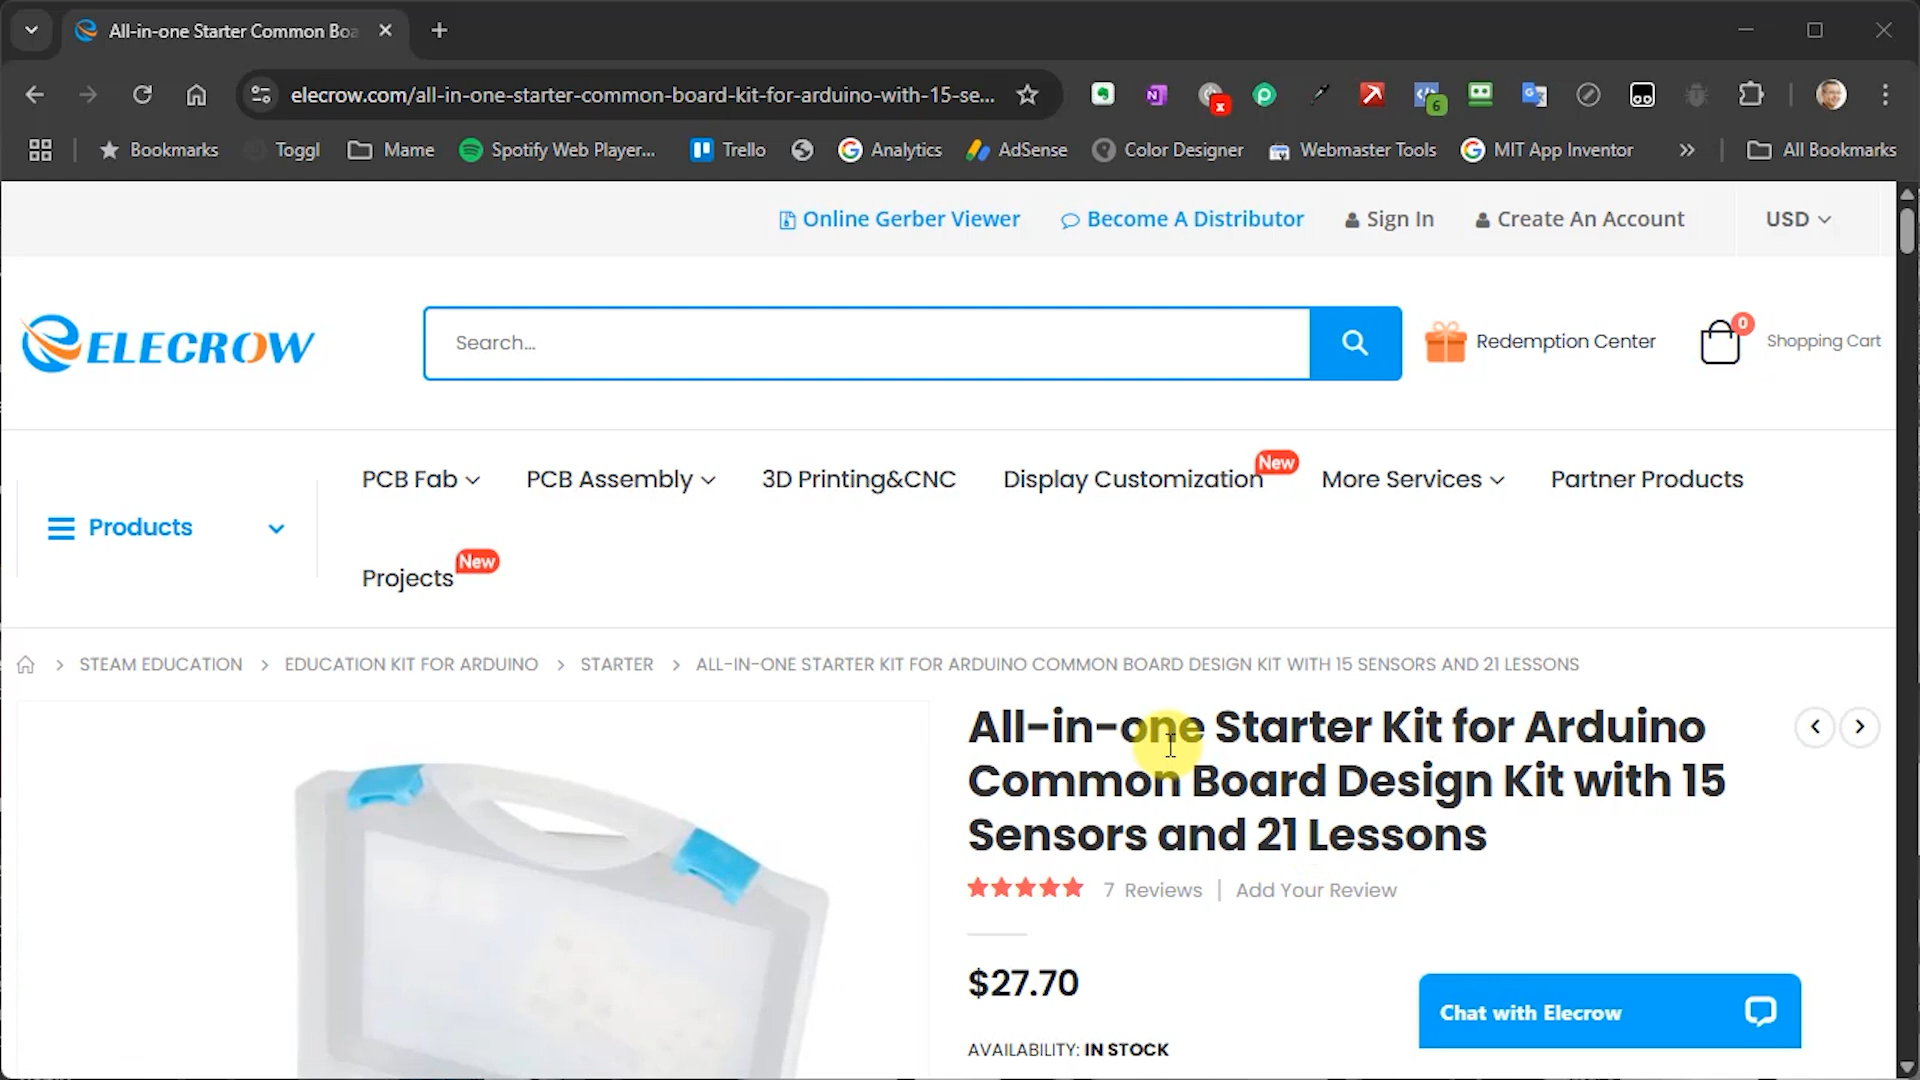 All-in-one Starter Common Boa
elecrow.com/all-in-one-starter-common-board-kit-for-arduino-with-15-se...
x
6
Bookmarks
Toggl
Mame
Spotify Web Player...
Trello
Analytics
AdSense
Color Designer
Webmaster Tools
MIT App Inventor
All Bookmarks
Online Gerber Viewer
Become A Distributor
Sign In
Create An Account
USD
ELECROW
Search...
Redemption Center
0
Shopping Cart
Products
PCB Fab
PCB Assembly
3D Printing&CNC
Display Customization
New
More Services
Partner Products
Projects
New
STEAM EDUCATION > EDUCATION KIT FOR ARDUINO > STARTER > ALL-IN-ONE STARTER KIT FOR ARDUINO COMMON BOARD DESIGN KIT WITH 15 SENSORS AND 21 LESSONS
All-in-one Starter Kit for Arduino
Common Board Design Kit with 15
Sensors and 21 Lessons
7 Reviews | Add Your Review
$27.70
Chat with Elecrow
AVAILABILITY: IN STOCK